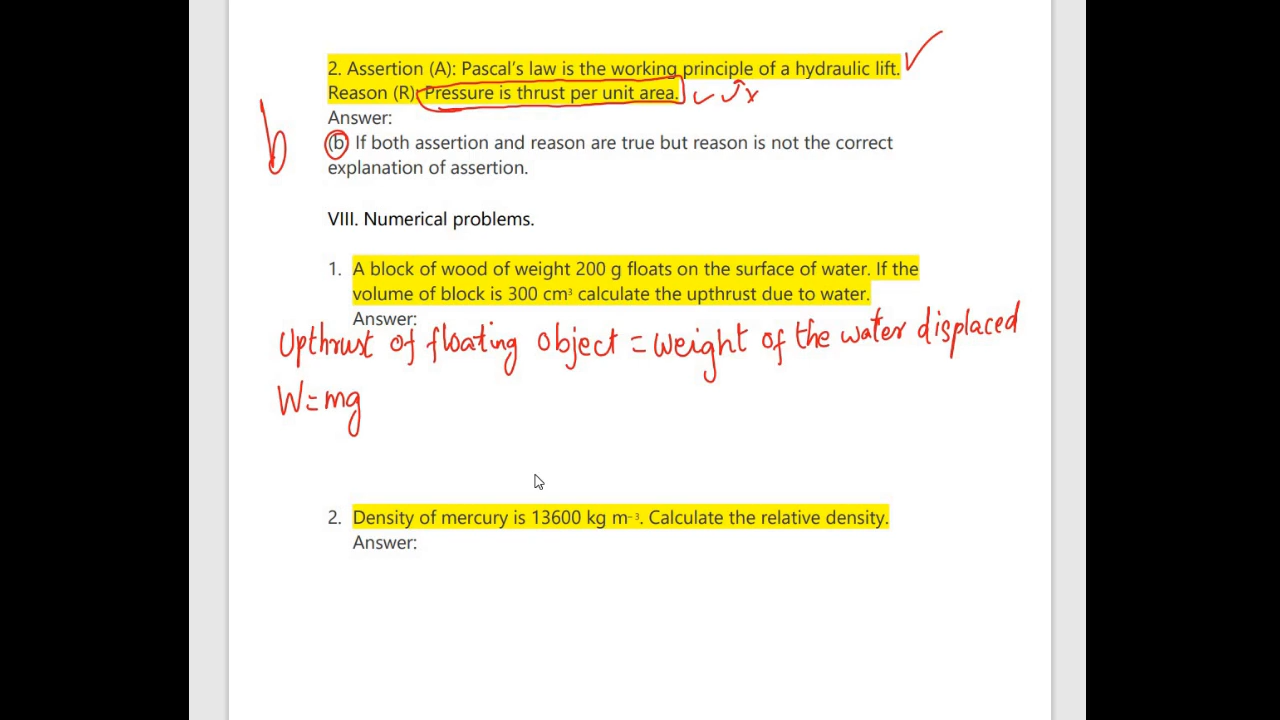 2. Assertion (A): Pascal's law is the working principle of a hydraulic lift.
Reason (R): Pressure is thrust per unit area.
Answer:
b
(b) If both assertion and reason are true but reason is not the correct
explanation of assertion.
VIII. Numerical problems.
1. A block of wood of weight 200 g floats on the surface of water. If the
volume of block is 300 cm³ calculate the upthrust due to water.
Answer:
Upthrust of floating object = weight of the water displaced
W=mg
2. Density of mercury is 13600 kg m⁻³. Calculate the relative density.
Answer: